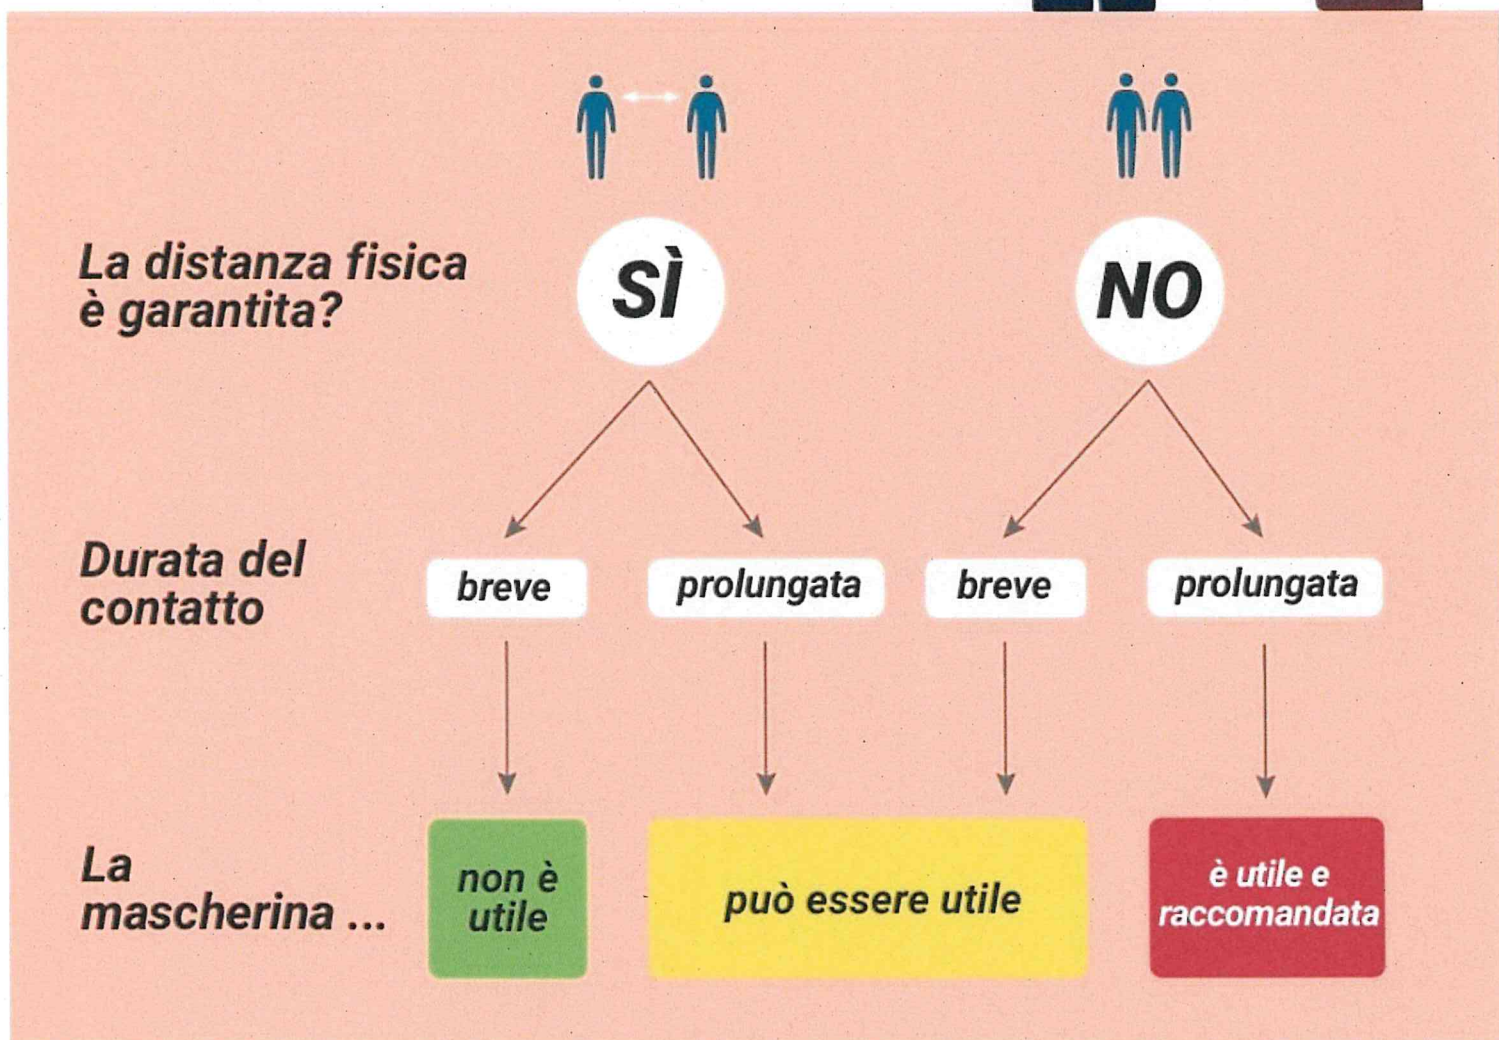 La distanza fisica
è garantita?
SÌ
NO
Durata del
contatto
breve
prolungata
breve
prolungata
La
mascherina ...
non è
utile
può essere utile
è utile e
raccomandata